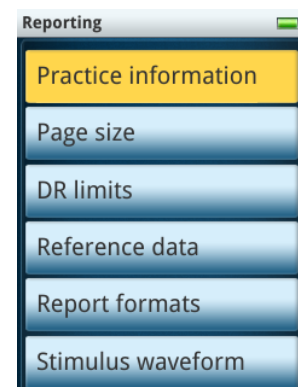 Reporting
Practice information
Page size
DR limits
Reference data
Report formats
Stimulus waveform